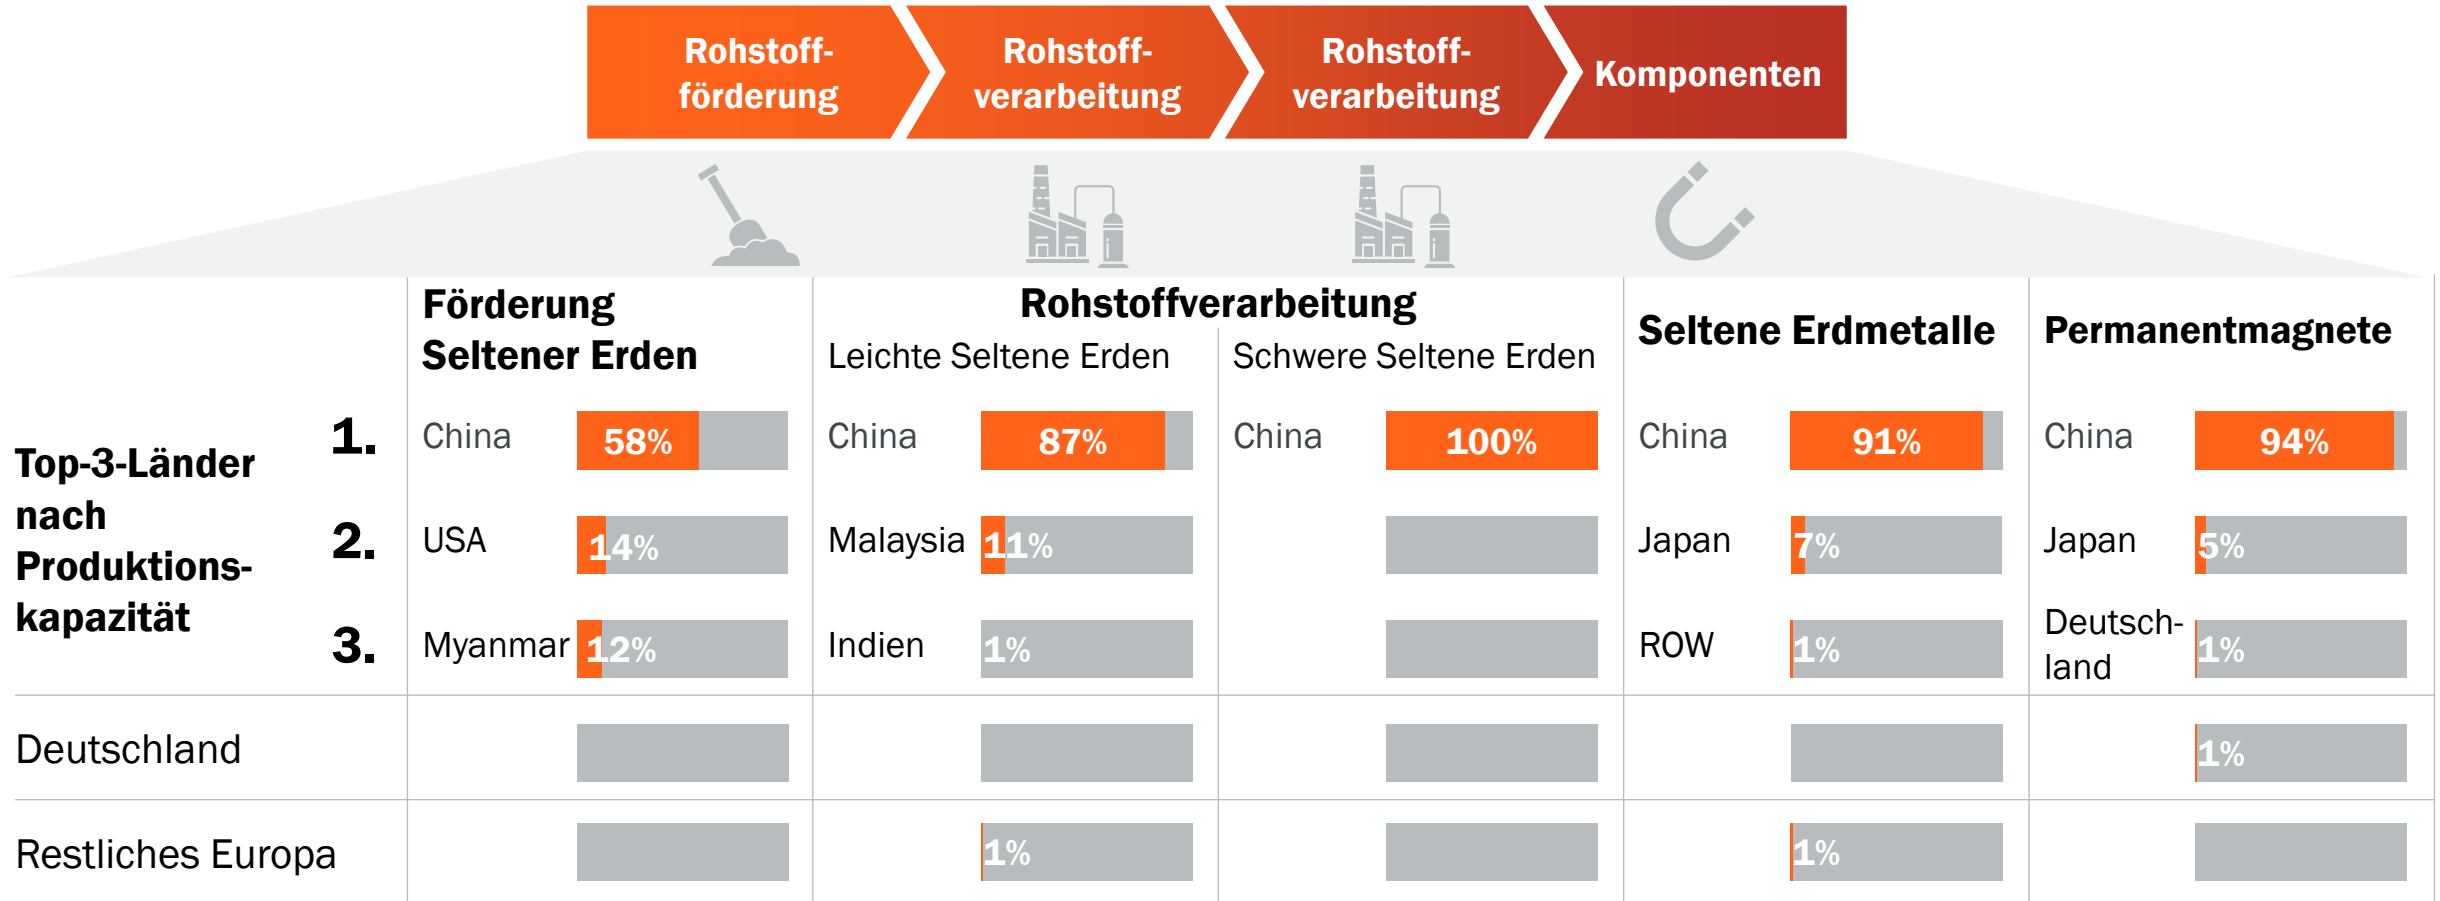 Rohstoff-
förderung
Rohstoff-
verarbeitung
Rohstoff-
verarbeitung
Komponenten
Förderung
Seltener Erden
Rohstoffverarbeitung
Leichte Seltene Erden
Schwere Seltene Erden
Seltene Erdmetalle
Permanentmagnete
Top-3-Länder
nach
Produktions-
kapazität
1.
China 58%
China 87%
China 100%
China 91%
China 94%
2.
USA 14%
Malaysia 11%
Japan 7%
Japan 5%
3.
Myanmar 12%
Indien 1%
ROW 1%
Deutsch-
land
1%
Deutschland
1%
Restliches Europa
1%
1%